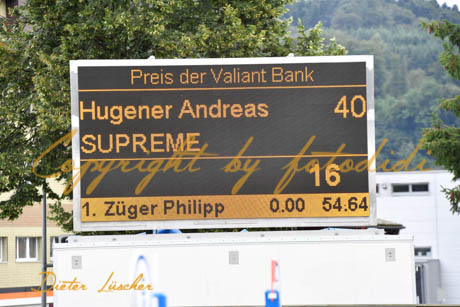 Preis der Valiant Bank
Hugener Andreas 40
SUPREME
Copyright by fotodidi
16
1. Züger Philipp 0.00 54.64
Dieter Lüscher